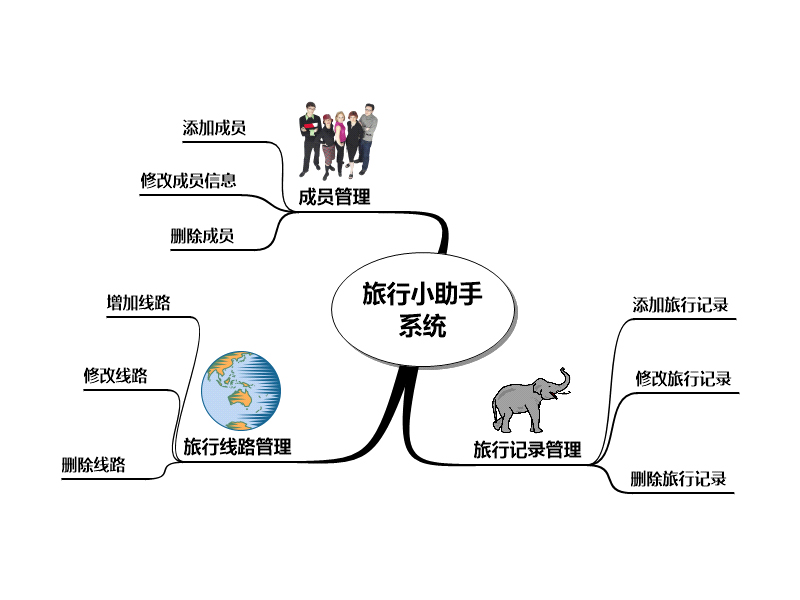 添加成员
修改成员信息
成员管理
删除成员
旅行小助手
系统
增加线路
修改线路
旅行线路管理
删除线路
添加旅行记录
修改旅行记录
旅行记录管理
删除旅行记录